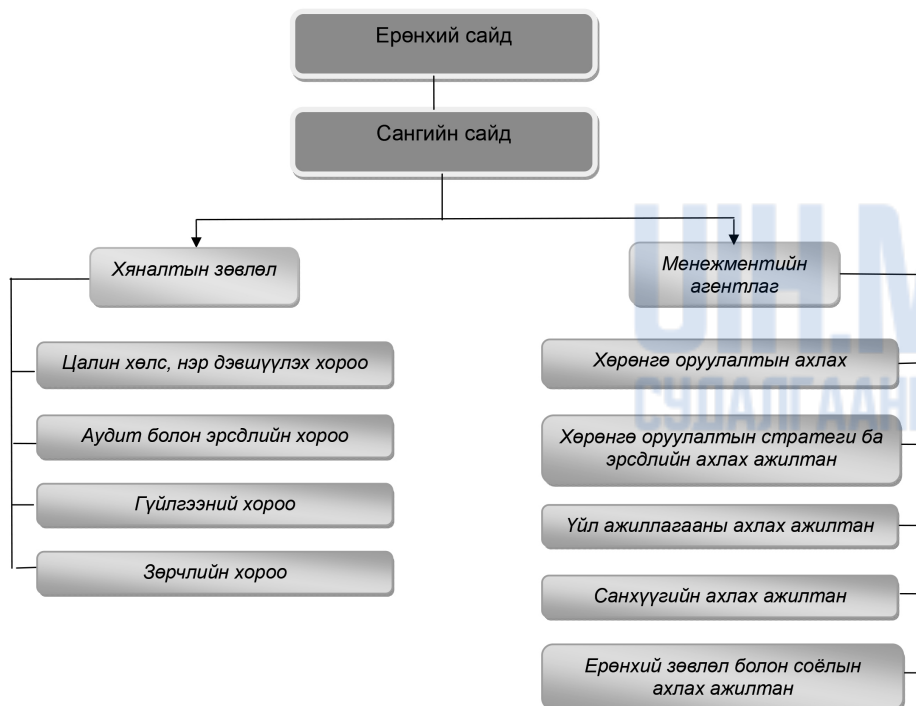 Ерөнхий сайд
Сангийн сайд
Хяналтын зөвлөл
Цалин хөлс, нэр дэвшүүлэх хороо
Аудит болон эрсдлийн хороо
Гүйлгээний хороо
Зөрчлийн хороо
Менежментийн
агентлаг
Хөрөнгө оруулалтын ахлах
Хөрөнгө оруулалтын стратеги ба
эрсдлийн ахлах ажилтан
Үйл ажиллагааны ахлах ажилтан
Санхүүгийн ахлах ажилтан
Ерөнхий зөвлөл болон соёлын
ахлах ажилтан
UIH.M